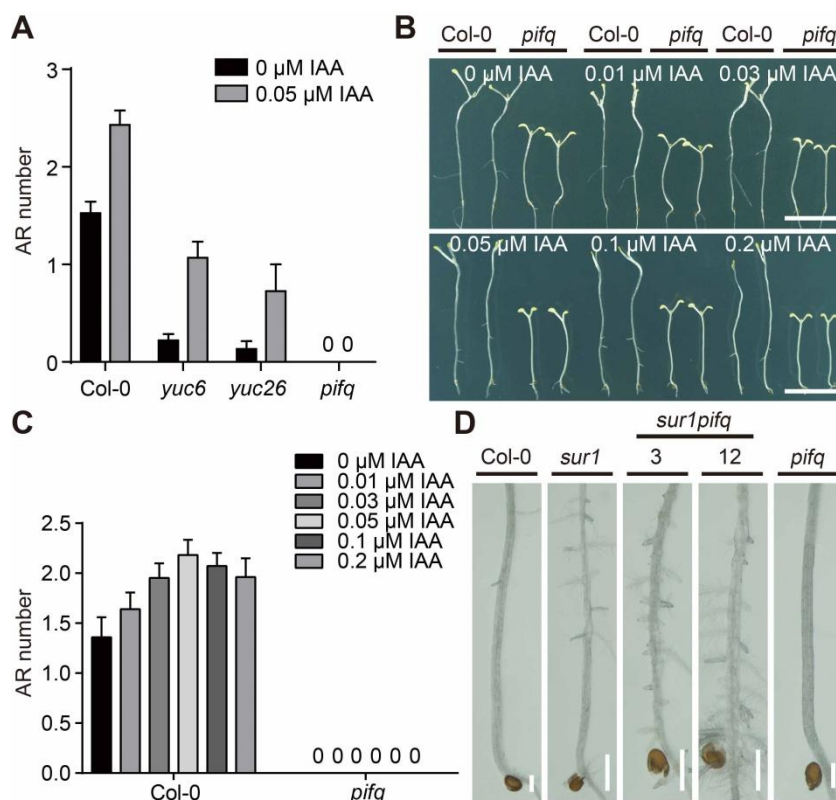 A
AR number
3
2
1
0
0 μM IAA
0.05 μM IAA
0 0
Col-0 yuc6 yuc26 pifq
B
Col-0 pifq Col-0 pifq Col-0 pifq
0 μM IAA 0.01 μM IAA 0.03 μM IAA
0.05 μM IAA 0.1 μM IAA 0.2 μM IAA
C
AR number
2.5
2.0
1.5
1.0
0.5
0.0
0 μM IAA
0.01 μM IAA
0.03 μM IAA
0.05 μM IAA
0.1 μM IAA
0.2 μM IAA
0 0 0 0 0 0
Col-0 pifq
D
sur1pifq
Col-0 sur1 3 12 pifq